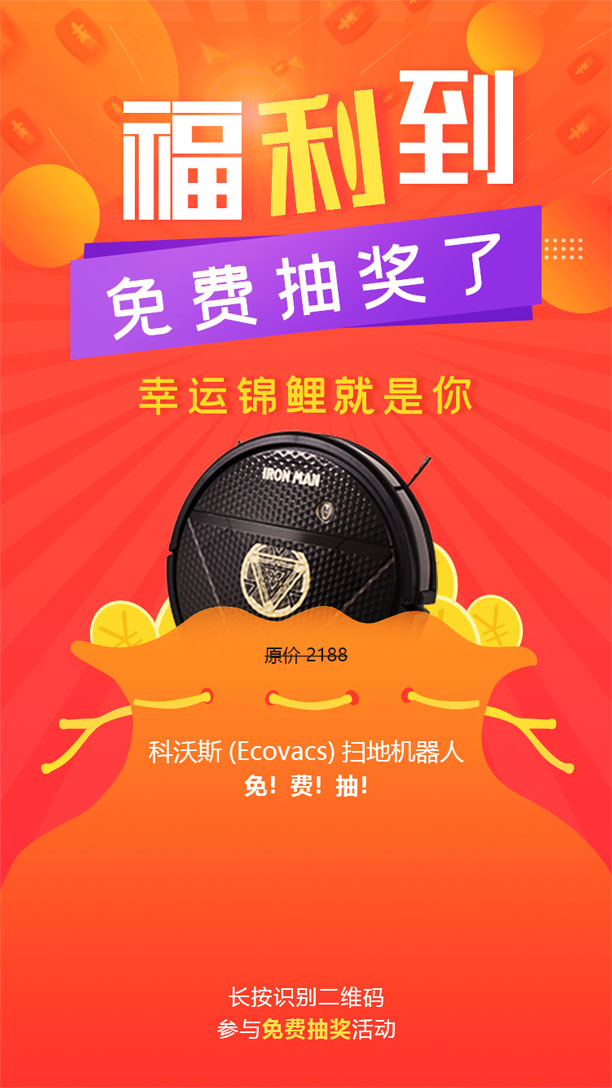 福利到
免费抽奖了
幸运锦鲤就是你
IRON MAN
原价 2188
科沃斯 (Ecovacs) 扫地机器人
免! 费! 抽!
长按识别二维码
参与免费抽奖活动